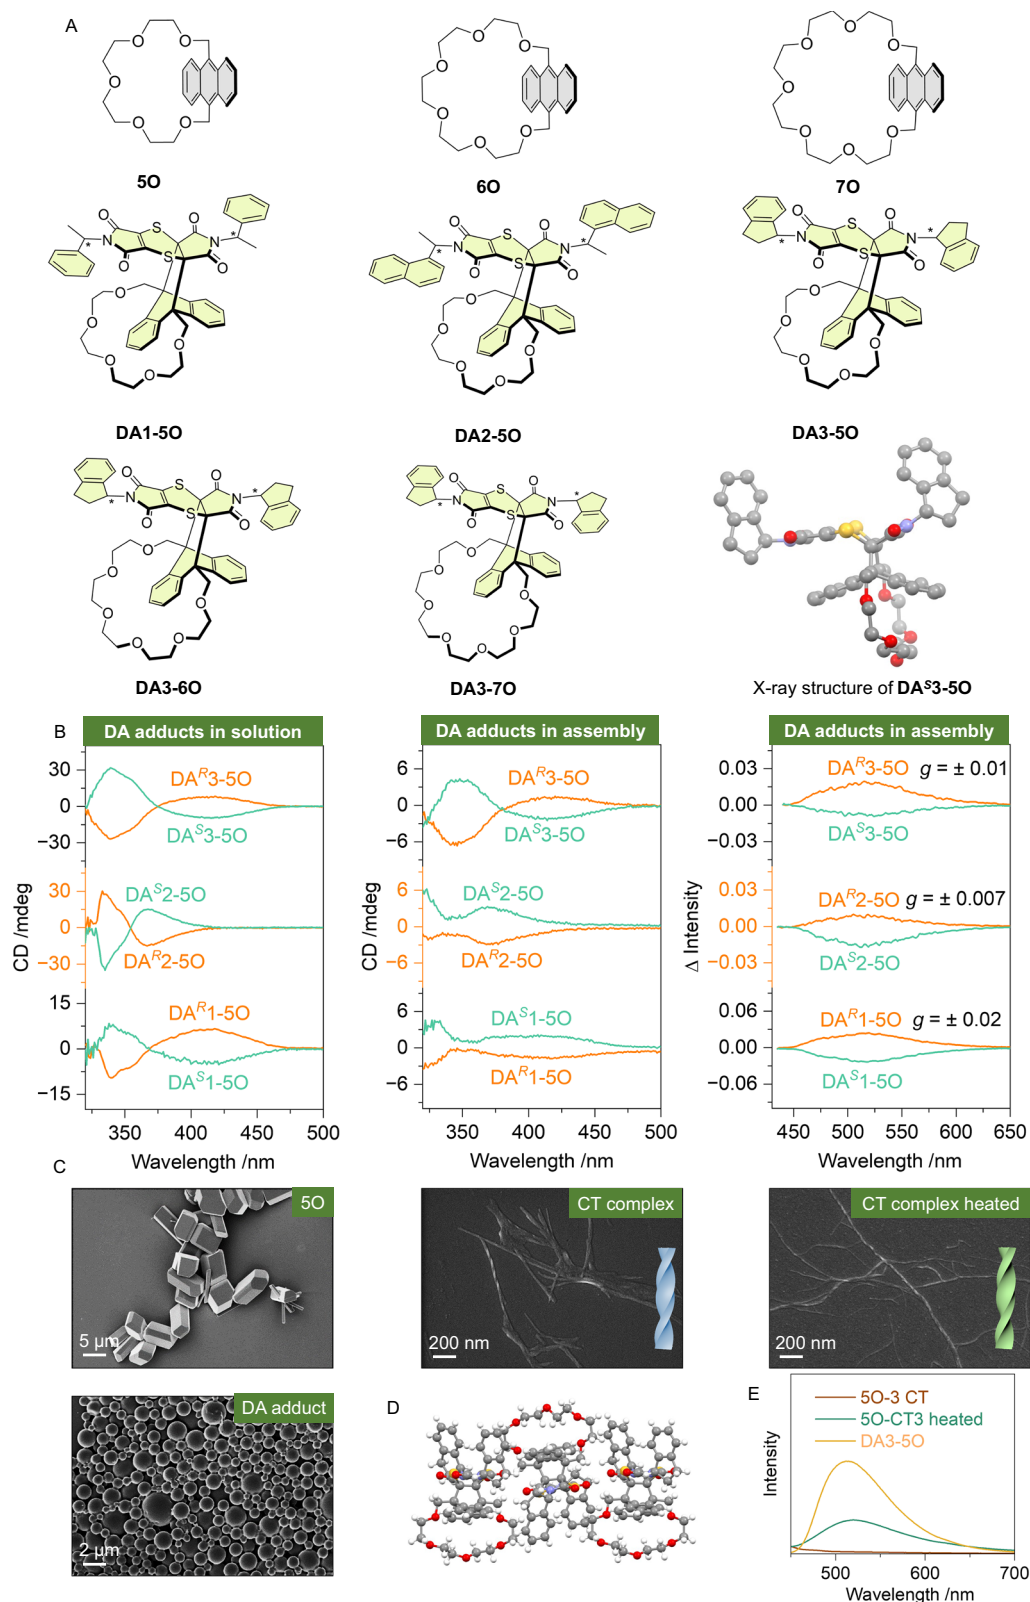 A
O O
O O
O
5O
O O
O O
O O
6O
O O
O O
O O
O
7O
O S O
* N N *
O S O
O
O O
O O
DA1-5O
O S O
* N N *
O S O
O
O O
O O
DA2-5O
O S O
* N N *
O S O
O
O O
O O
DA3-5O
O S O
* N N *
O S O
O
O O
O O
O
DA3-6O
O S O
* N N *
O S O
O
O O
O O
O O
DA3-7O
X-ray structure of DAS3-5O
B
DA adducts in solution
DA adducts in assembly
DA adducts in assembly
CD /mdeg
30
0
−30
DAR3-5O
DAS3-5O
30
0
−30
DAS2-5O
DAR2-5O
15
0
−15
DAR1-5O
DAS1-5O
350 400 450 500
Wavelength /nm
CD /mdeg
6
0
−6
DAR3-5O
DAS3-5O
6
0
−6
DAS2-5O
DAR2-5O
6
0
−6
DAS1-5O
DAR1-5O
350 400 450 500
Wavelength /nm
Δ Intensity
0.03
0.00
−0.03
DAR3-5O g = ± 0.01
DAS3-5O
0.03
0.00
−0.03
DAR2-5O g = ± 0.007
DAS2-5O
0.06
0.00
−0.06
DAR1-5O g = ± 0.02
DAS1-5O
450 500 550 600 650
Wavelength /nm
C
5O
5 μm
CT complex
200 nm
CT complex heated
200 nm
DA adduct
2 μm
D
E
5O-3 CT
5O-CT3 heated
DA3-5O
Intensity
500 600 700
Wavelength /nm